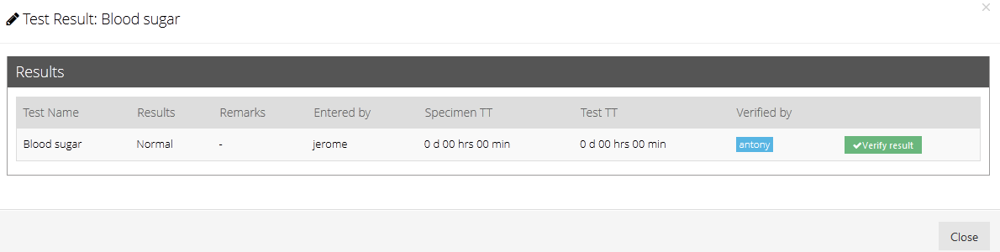 Test Result: Blood sugar
Results
Test Name Results Remarks Entered by Specimen TT Test TT Verified by
Blood sugar Normal - jerome 0 d 00 hrs 00 min 0 d 00 hrs 00 min antony Verify result
Close